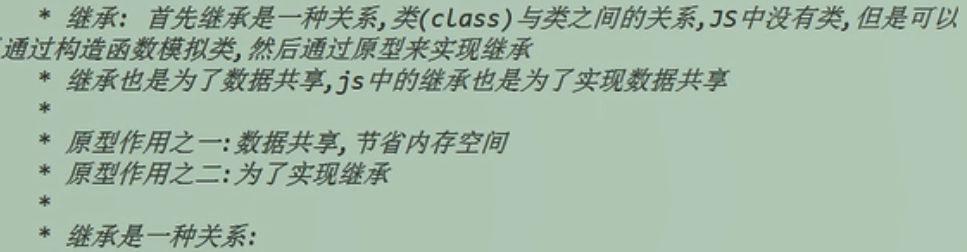 * 继承: 首先继承是一种关系,类(class)与类之间的关系,JS中没有类,但是可以
通过构造函数模拟类,然后通过原型来实现继承
* 继承也是为了数据共享,js中的继承也是为了实现数据共享
*
* 原型作用之一:数据共享,节省内存空间
* 原型作用之二:为了实现继承
*
* 继承是一种关系: